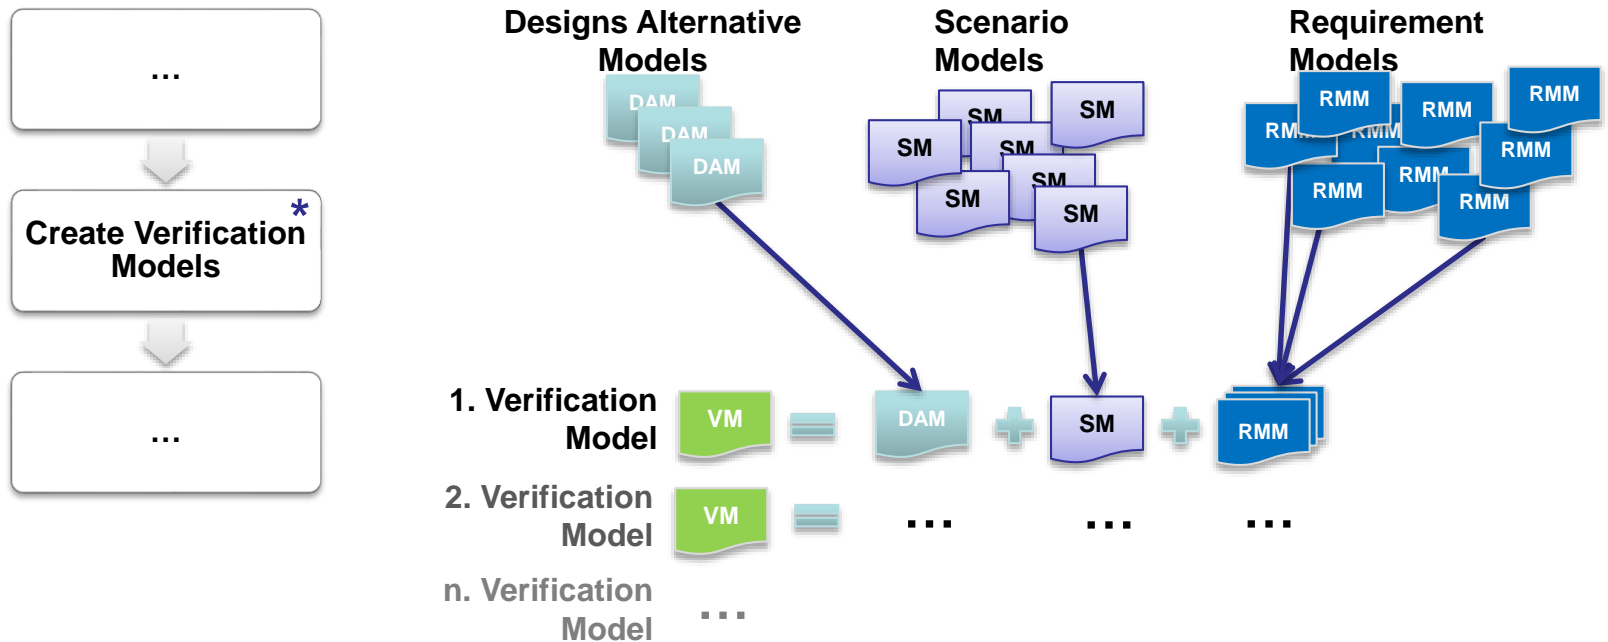 ...
Create Verification
Models
*
...
Designs Alternative
Models
Scenario
Models
Requirement
Models
DAM
DAM
DAM
SM
SM
SM
SM
SM
SM
SM
RMM
RMM
RMM
RMM
RMM
RMM
RMM
RMM
RMM
1. Verification
Model
VM
DAM
SM
RMM
2. Verification
Model
VM
...
...
...
n. Verification
Model
...